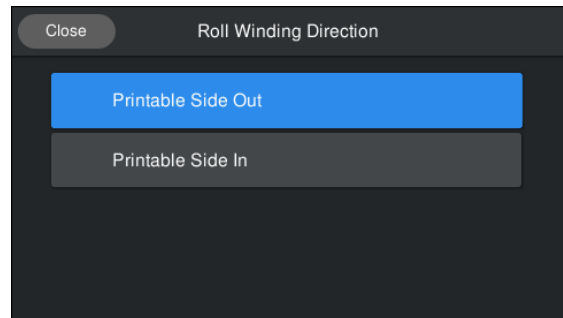 Close
Roll Winding Direction
Printable Side Out
Printable Side In